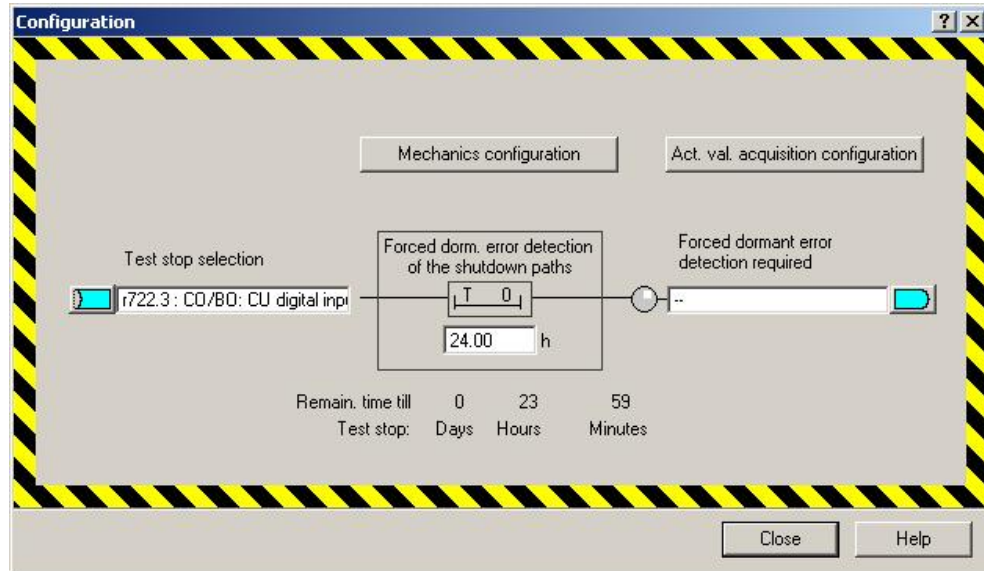 Configuration
Mechanics configuration
Act. val. acquisition configuration
Test stop selection
Forced dorm. error detection
of the shutdown paths
Forced dormant error
detection required
r722.3 : CO/BO: CU digital inpu
T 0
--
24.00 h
Remain. time till 0 23 59
Test stop: Days Hours Minutes
Close
Help